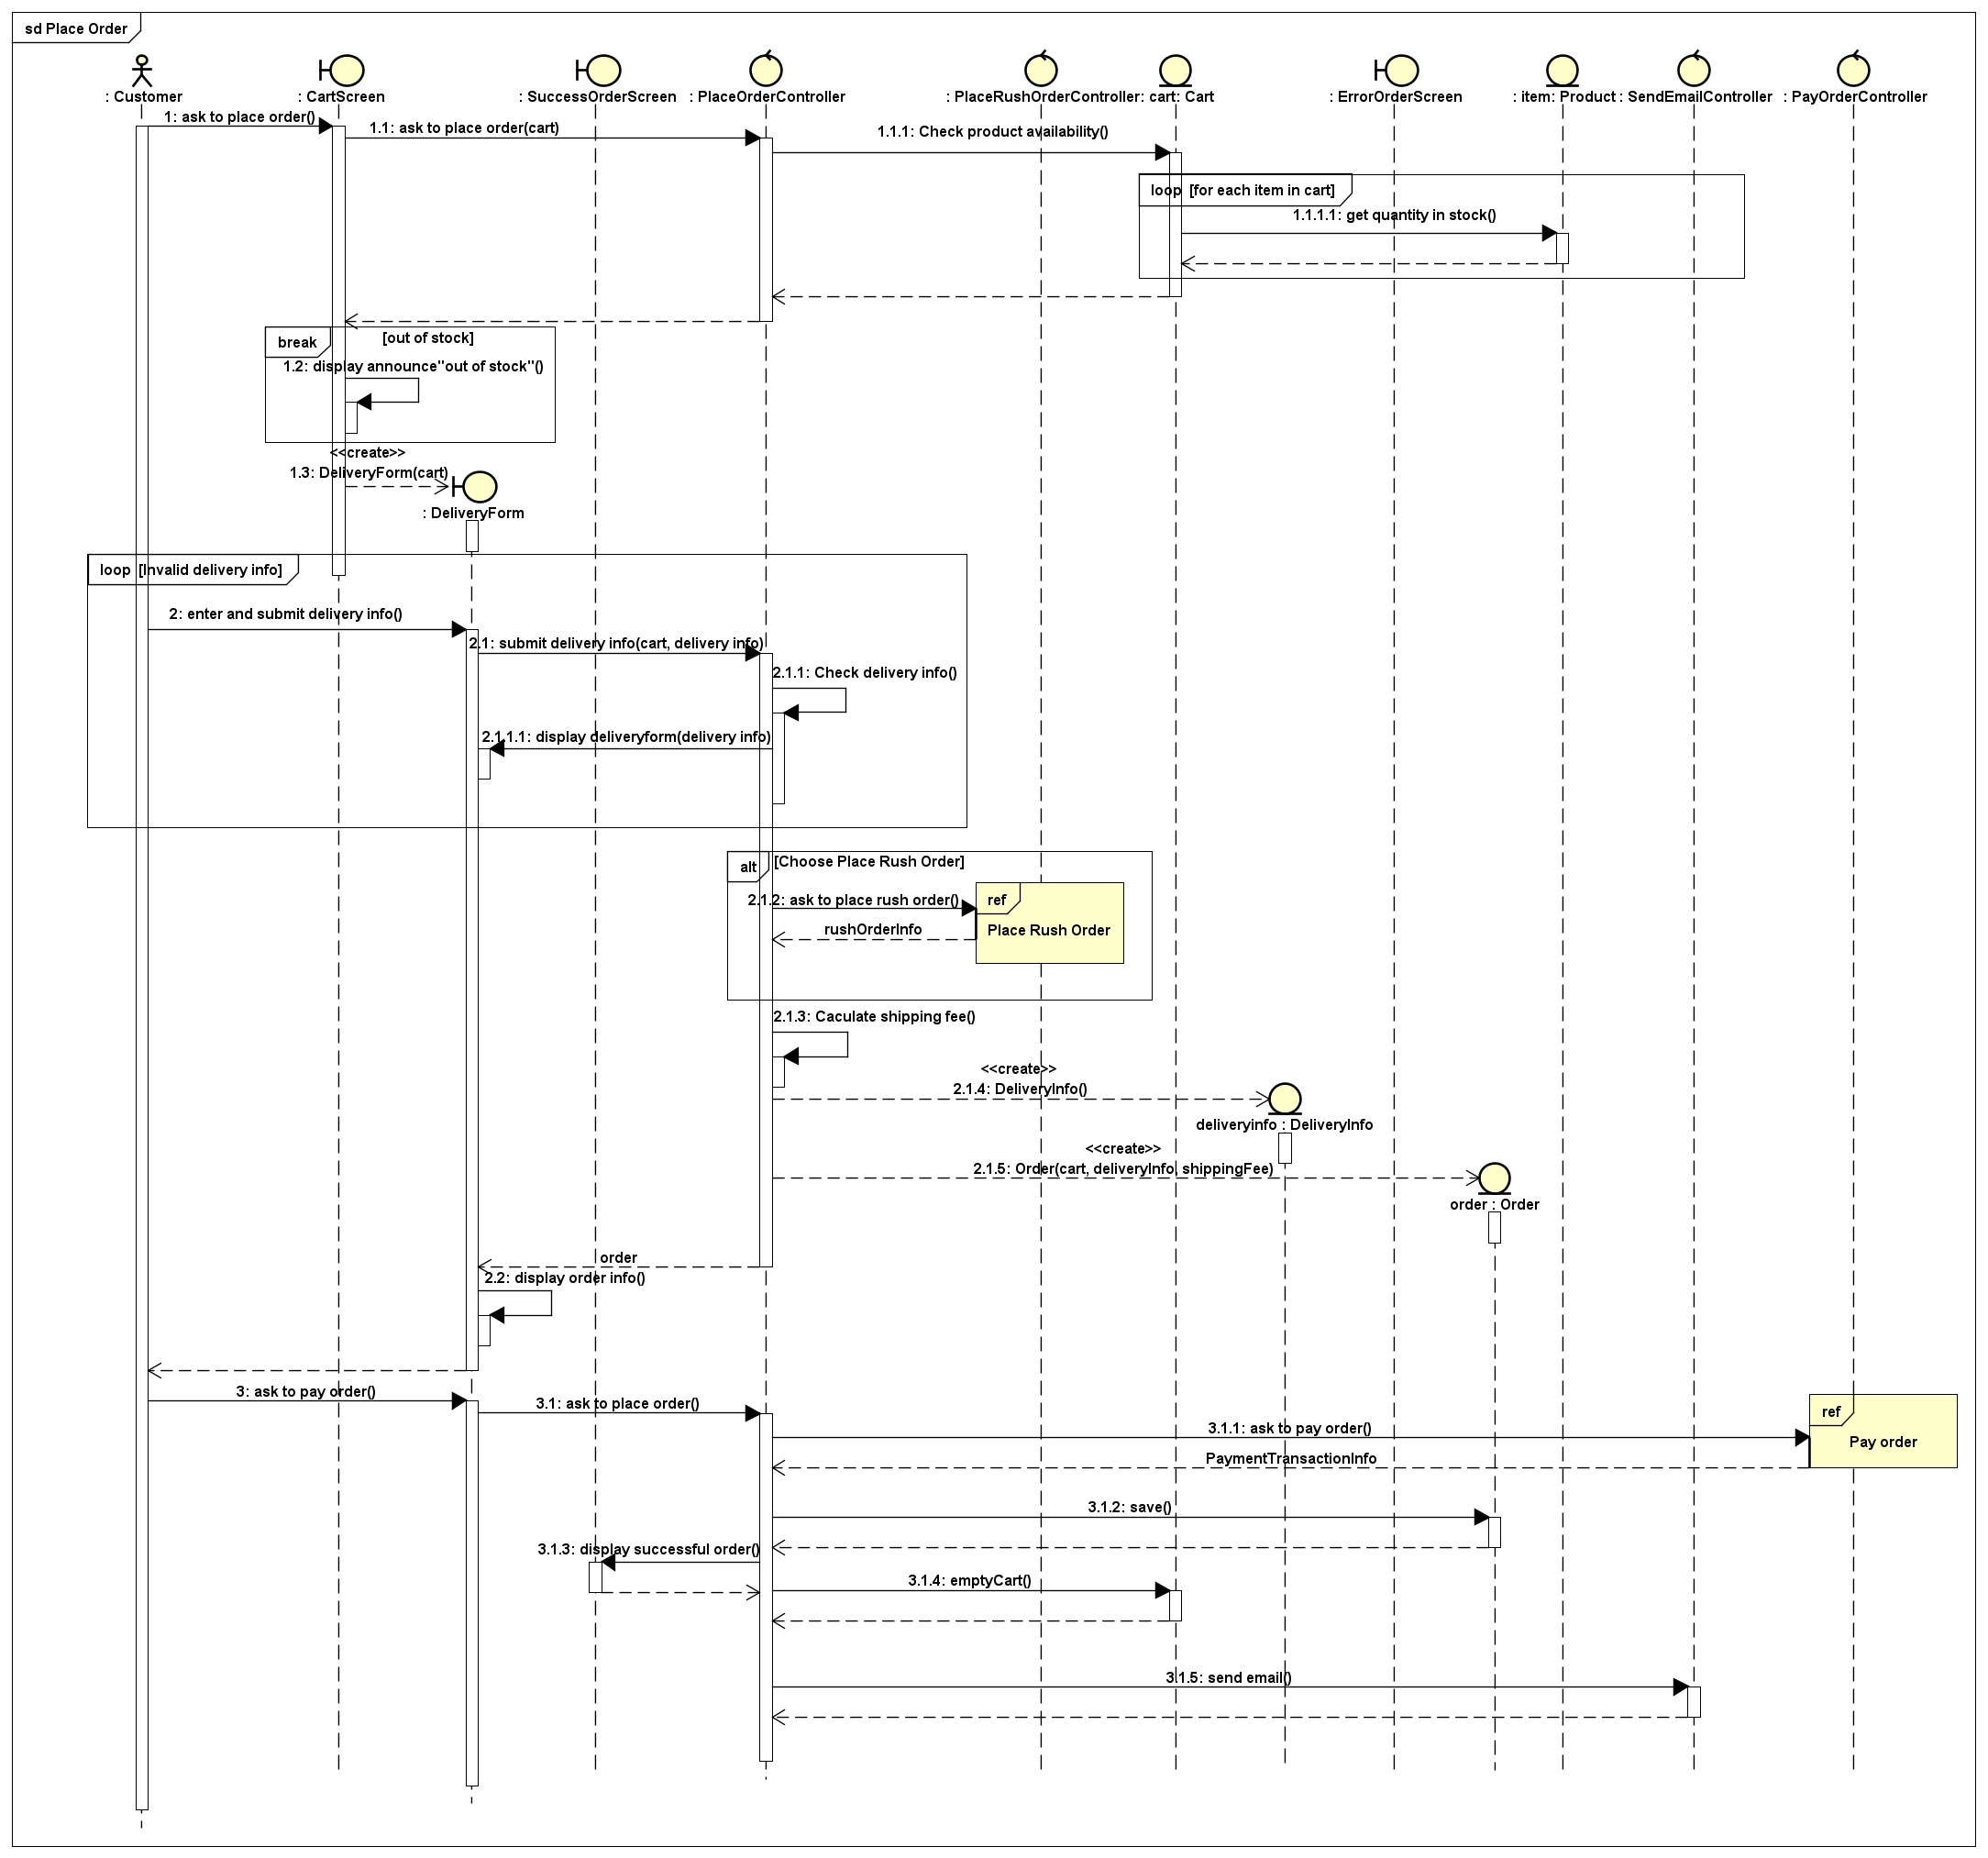 sd Place Order
: Customer
: CartScreen
: SuccessOrderScreen
: PlaceOrderController
: PlaceRushOrderController
: cart: Cart
: ErrorOrderScreen
: item: Product
: SendEmailController
: PayOrderController
1: ask to place order()
1.1: ask to place order(cart)
1.1.1: Check product availability()
loop [for each item in cart]
1.1.1.1: get quantity in stock()
break
[out of stock]
1.2: display announce"out of stock"()
<<create>>
1.3: DeliveryForm(cart)
: DeliveryForm
loop [Invalid delivery info]
2: enter and submit delivery info()
2.1: submit delivery info(cart, delivery info)
2.1.1: Check delivery info()
2.1.1.1: display deliveryform(delivery info)
alt
[Choose Place Rush Order]
2.1.2: ask to place rush order()
ref
rushOrderInfo
Place Rush Order
2.1.3: Caculate shipping fee()
<<create>>
2.1.4: DeliveryInfo()
deliveryinfo : DeliveryInfo
<<create>>
2.1.5: Order(cart, deliveryInfo, shippingFee)
order : Order
order
2.2: display order info()
3: ask to pay order()
3.1: ask to place order()
ref
3.1.1: ask to pay order()
Pay order
PaymentTransactionInfo
3.1.2: save()
3.1.3: display successful order()
3.1.4: emptyCart()
3.1.5: send email()